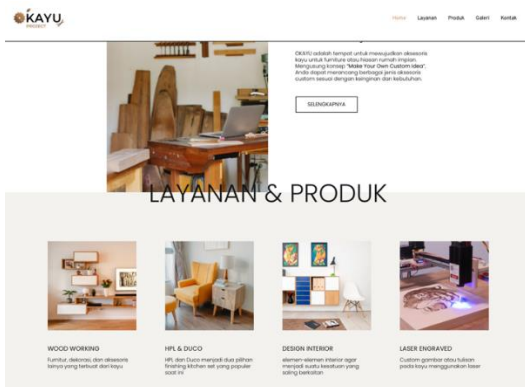 OKAYU
PROJECT
Home Layanan Produk Galeri Kontak
OKAYU adalah tempat untuk mewujudkan aksesoris
kayu untuk furniture atau hiasan rumah impian.
Mengusung konsep "Make Your Own Custom Idea",
Anda dapat merancang berbagai jenis aksesoris
custom sesuai dengan keinginan dan kebutuhan.
SELENGKAPNYA
LAYANAN & PRODUK
WOOD WORKING
Furnitur, dekorasi, dan aksesoris
lainya yang terbuat dari kayu
HPL & DUCO
HPL dan Duco menjadi dua pilihan
finishing kitchen set yang populer
saat ini
DESIGN INTERIOR
elemen-elemen interior agar
menjadi suatu kesatuan yang
saling berkaitan
LASER ENGRAVED
Custom gambar atau tulisan
pada kayu menggunakan laser